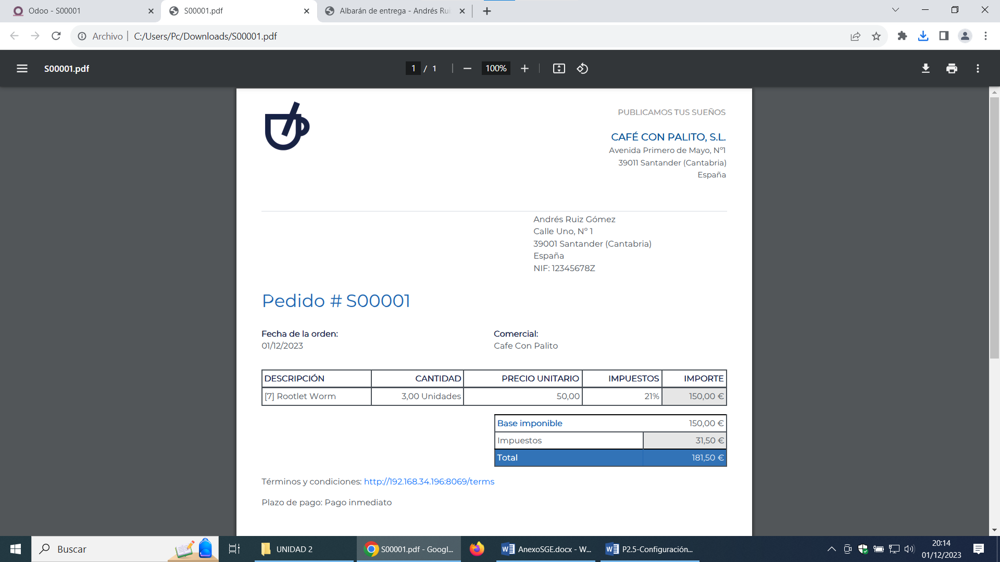 Odoo - S00001
S00001.pdf
Albarán de entrega - Andrés Rui
Archivo
C:/Users/Pc/Downloads/S00001.pdf
S00001.pdf
1 / 1
100%
PUBLICAMOS TUS SUEÑOS
CAFÉ CON PALITO, S.L.
Avenida Primero de Mayo, Nº1
39011 Santander (Cantabria)
España
Andrés Ruiz Gómez
Calle Uno, Nº 1
39001 Santander (Cantabria)
España
NIF: 12345678Z
Pedido # S00001
Fecha de la orden: Comercial:
01/12/2023 Cafe Con Palito
DESCRIPCIÓN CANTIDAD PRECIO UNITARIO IMPUESTOS IMPORTE
[7] Rootlet Worm 3,00 Unidades 50,00 21% 150,00 €
Base imponible 150,00 €
Impuestos 31,50 €
Total 181,50 €
Términos y condiciones: http://192.168.34.196:8069/terms
Plazo de pago: Pago inmediato
Buscar
UNIDAD 2
S00001.pdf - Googl...
AnexoSGE.docx - W...
P2.5-Configuración...
20:14
01/12/2023